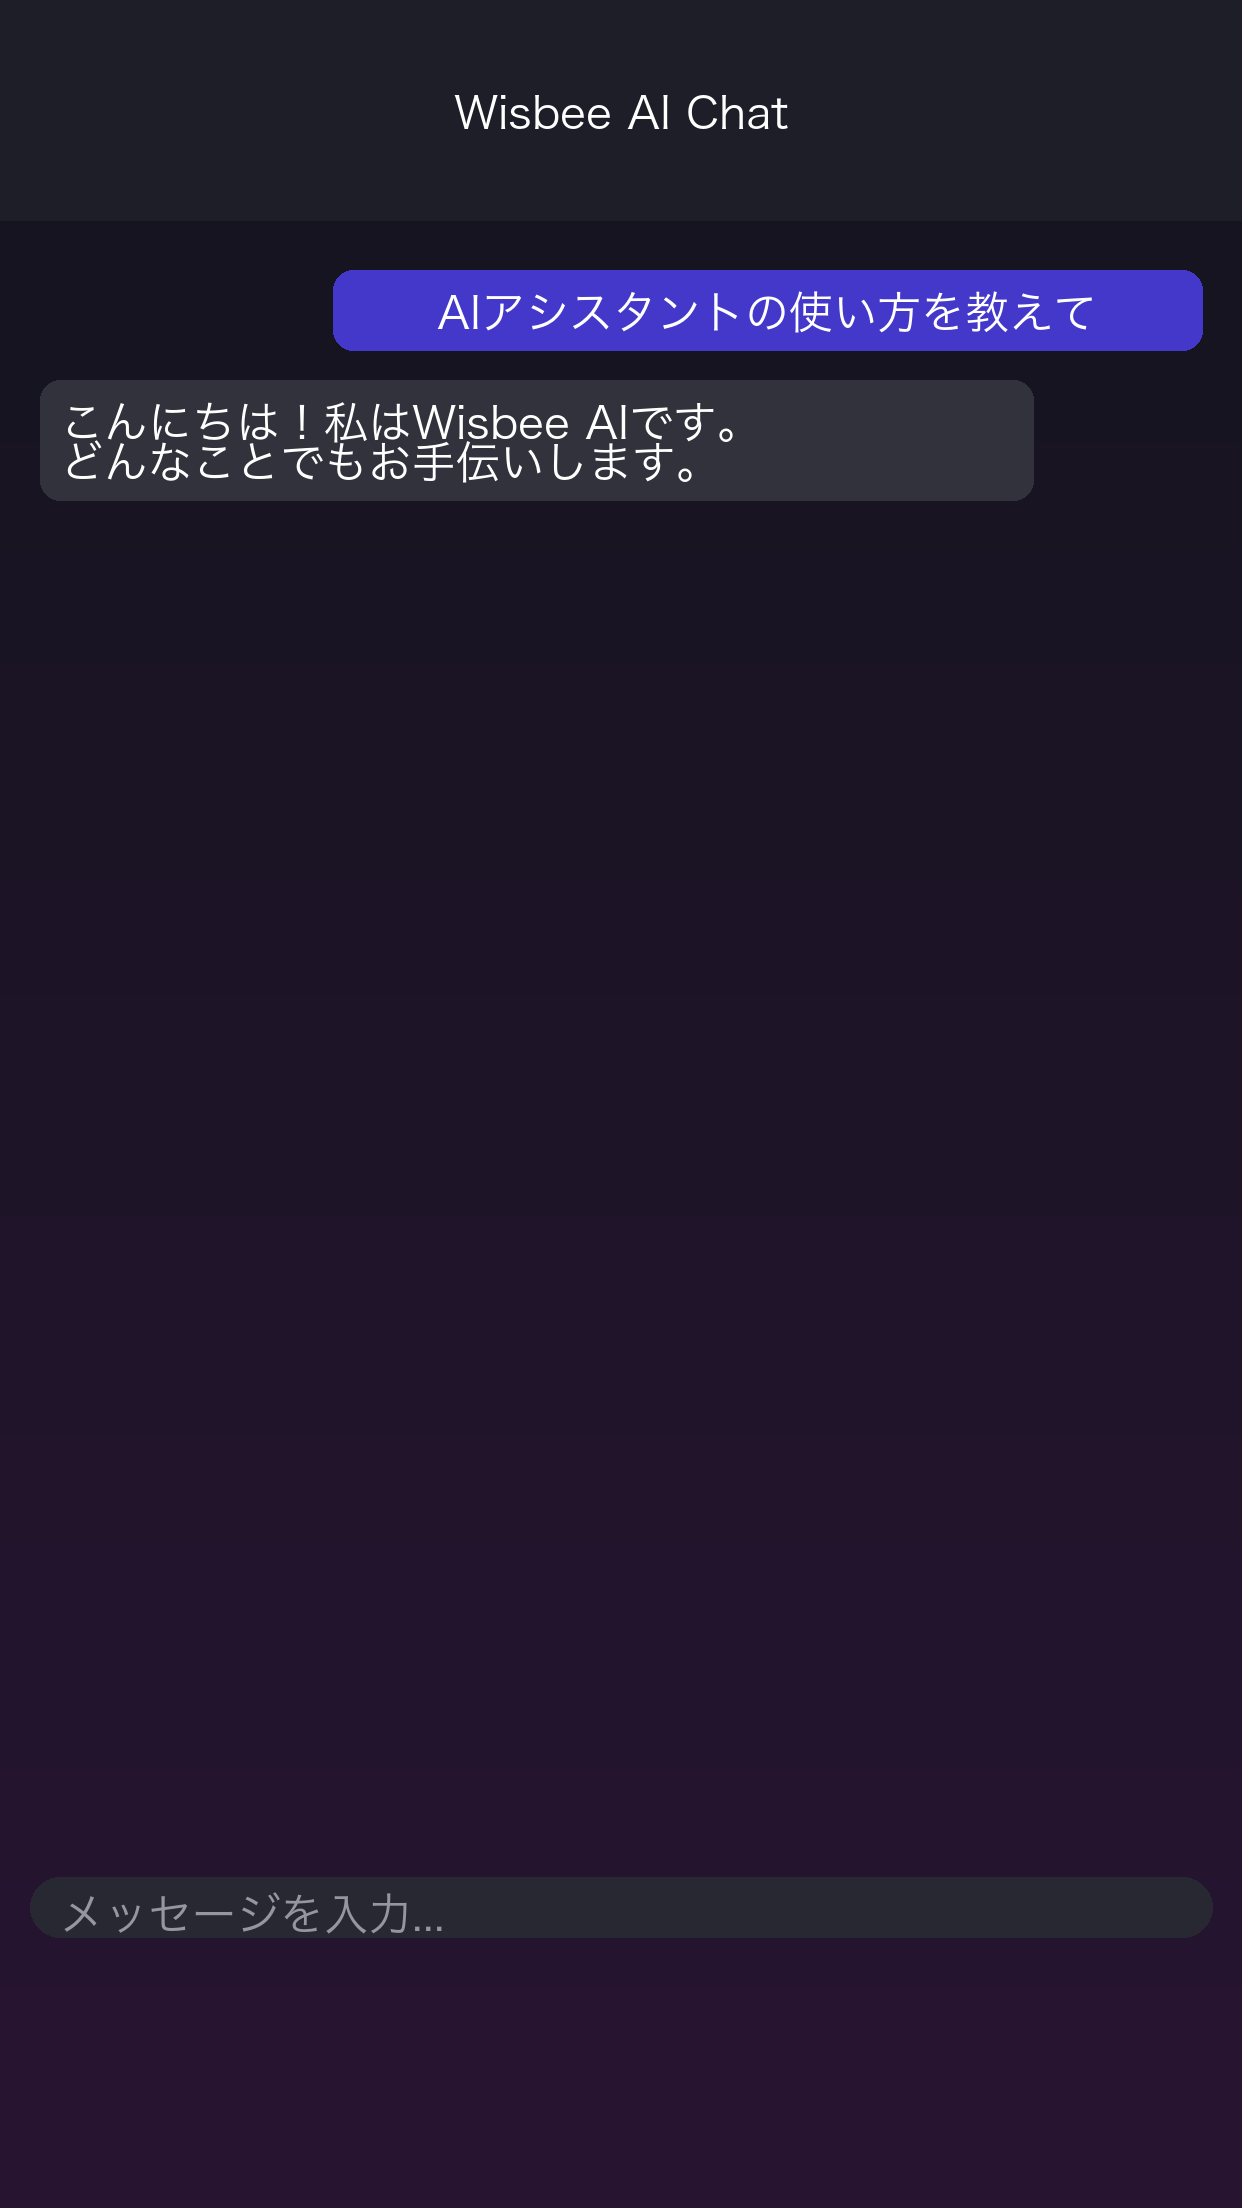 Wisbee AI Chat
AIアシスタントの使い方を教えて
こんにちは！私はWisbee AIです。
どんなことでもお手伝いします。
メッセージを入力...